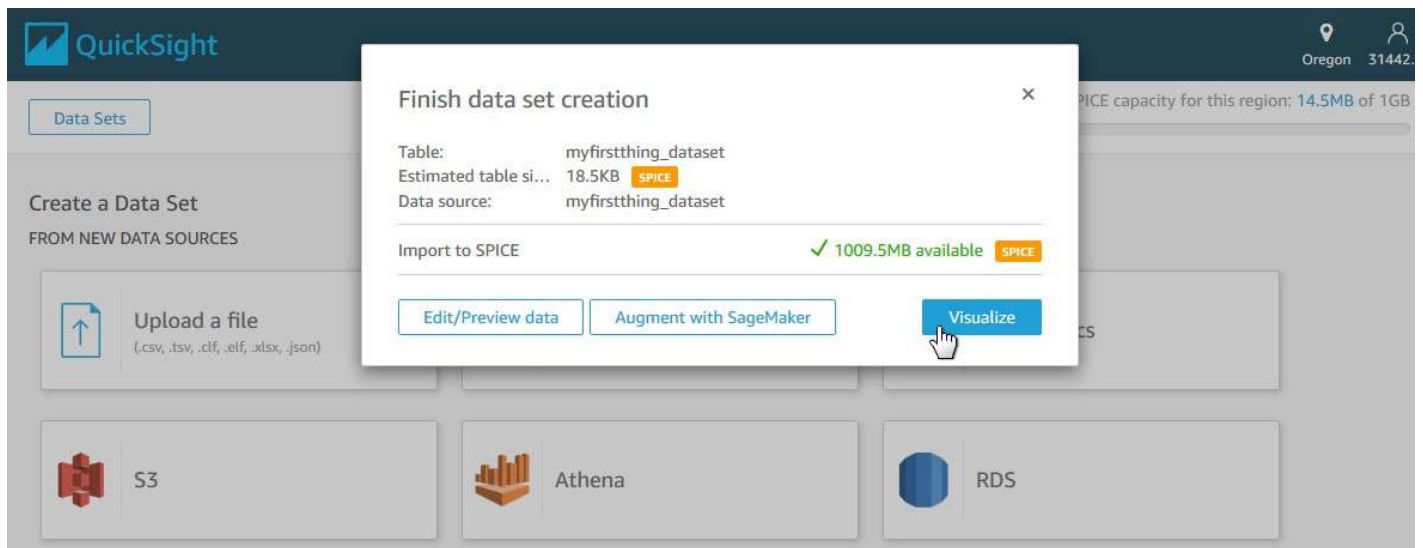 QuickSight
Oregon 31442.
Data Sets
PICE capacity for this region: 14.5MB of 1GB
Finish data set creation
×
Table: myfirstthing_dataset
Estimated table si... 18.5KB SPICE
Data source: myfirstthing_dataset
Import to SPICE 1009.5MB available SPICE
Edit/Preview data Augment with SageMaker Visualize
Create a Data Set
FROM NEW DATA SOURCES
Upload a file
(.csv, .tsv, .clf, .elf, .xlsx, .json)
cs
S3 Athena RDS